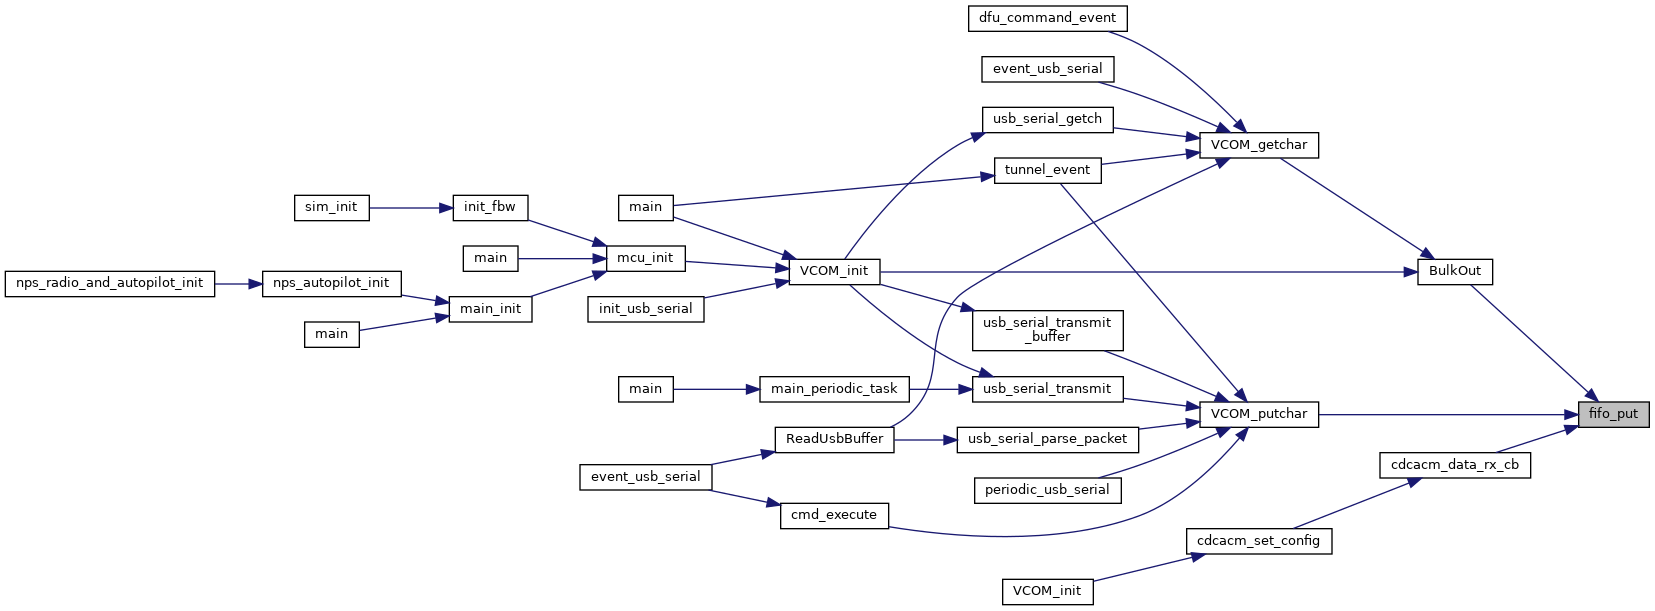 dfu_command_event
event_usb_serial
usb_serial_getch
VCOM_getchar
tunnel_event
sim_init
init_fbw
main
main
mcu_init
VCOM_init
BulkOut
nps_radio_and_autopilot_init
nps_autopilot_init
main_init
init_usb_serial
main
usb_serial_transmit
_buffer
main
main_periodic_task
usb_serial_transmit
VCOM_putchar
fifo_put
ReadUsbBuffer
usb_serial_parse_packet
cdcacm_data_rx_cb
event_usb_serial
periodic_usb_serial
cmd_execute
cdcacm_set_config
VCOM_init